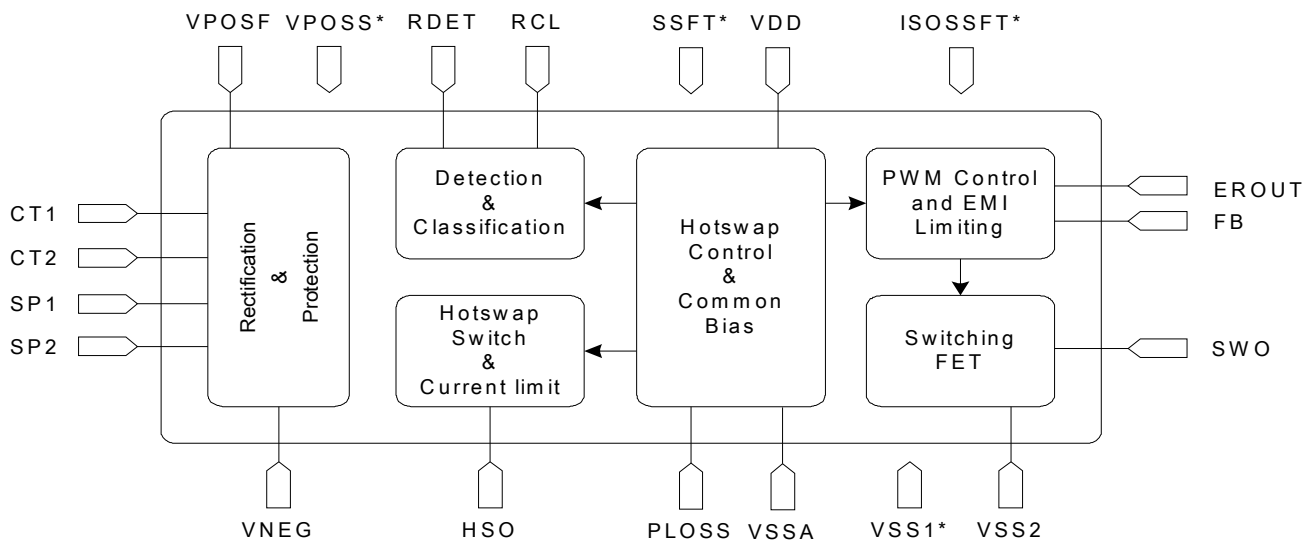 VPOSF VPOSS* RDET RCL SSFT* VDD ISOSSFT*
CT1
CT2
SP1
SP2
Rectification
&
Protection
Detection
&
Classification
Hotswap
Switch
&
Current limit
Hotswap
Control
&
Common
Bias
PWM Control
and EMI
Limiting
Switching
FET
EROUT
FB
SWO
VNEG HSO PLOSS VSSA VSS1* VSS2